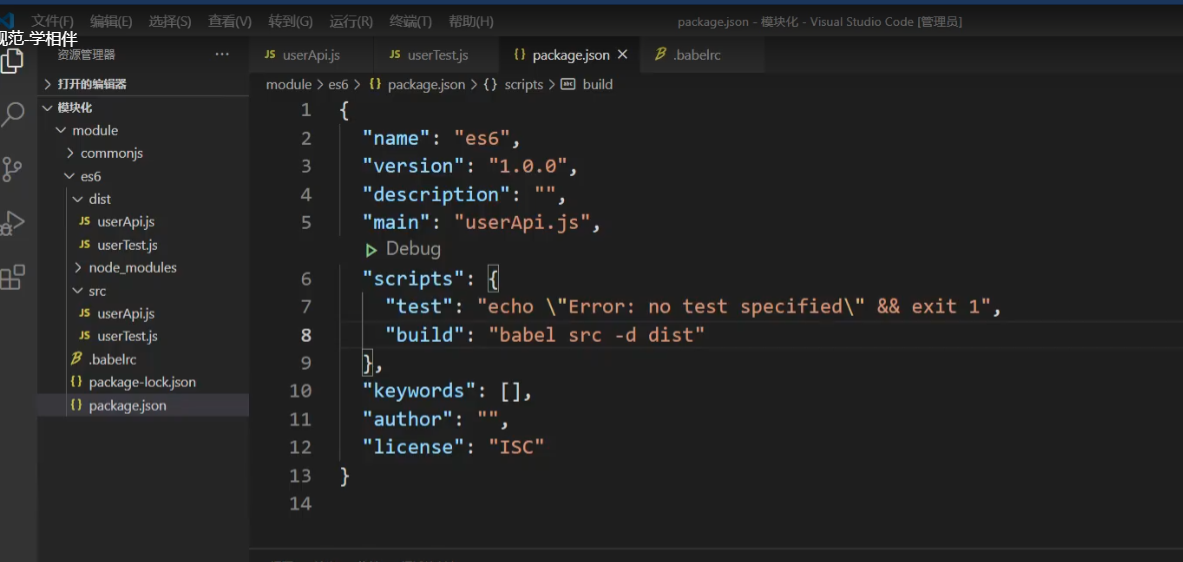 文件(F) 编辑(E) 选择(S) 查看(V) 转到(G) 运行(R) 终端(T) 帮助(H) package.json - 模块化 - Visual Studio Code [管理员]
规范-学相伴
资源管理器 ···
JS userApi.js JS userTest.js {} package.json × .babelrc
打开的编辑器
module > es6 > {} package.json > {} scripts > abc build
模块化
module
commonjs
es6
dist
JS userApi.js
JS userTest.js
node_modules
src
JS userApi.js
JS userTest.js
.babelrc
{} package-lock.json
{} package.json
1 {
2 "name": "es6",
3 "version": "1.0.0",
4 "description": "",
5 "main": "userApi.js",
Debug
6 "scripts": {
7 "test": "echo \"Error: no test specified\" && exit 1",
8 "build": "babel src -d dist"
9 },
10 "keywords": [],
11 "author": "",
12 "license": "ISC"
13 }
14